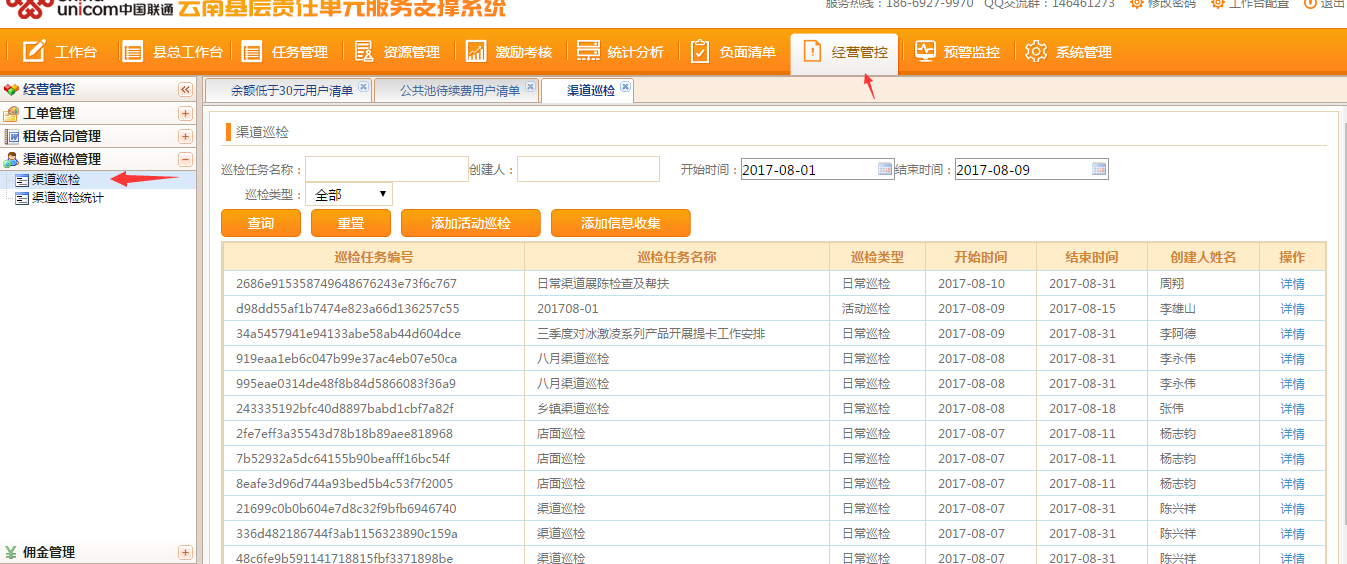 unicom中国联通 云南基层责任单元服务支撑系统
服务热线：186-6927-9970 QQ交流群：146461273 修改密码 工作台配置 退出
工作台 县总工作台 任务管理 资源管理 激励考核 统计分析 负面清单 经营管控 预警监控 系统管理
经营管控
工单管理
租赁合同管理
渠道巡检管理
渠道巡检
渠道巡检统计
佣金管理
余额低于30元用户清单 公共池待续费用户清单 渠道巡检
渠道巡检
巡检任务名称： 创建人： 开始时间：2017-08-01 结束时间：2017-08-09
巡检类型： 全部
查询 重置 添加活动巡检 添加信息收集
巡检任务编号 巡检任务名称 巡检类型 开始时间 结束时间 创建人姓名 操作
2686e915358749648676243e73f6c767 日常渠道展陈检查及帮扶 日常巡检 2017-08-10 2017-08-31 周翔 详情
d98dd55af1b7474e823a66d136257c55 201708-01 活动巡检 2017-08-09 2017-08-15 李雄山 详情
34a5457941e94133abe58ab44d604dce 三季度对冰激凌系列产品开展提卡工作安排 日常巡检 2017-08-09 2017-08-31 李阿德 详情
919eaa1eb6c047b99e37ac4eb07e50ca 八月渠道巡检 日常巡检 2017-08-08 2017-08-31 李永伟 详情
995eae0314de48f8b84d5866083f36a9 八月渠道巡检 日常巡检 2017-08-08 2017-08-31 李永伟 详情
243335192bfc40d8897babd1cbf7a82f 乡镇渠道巡检 日常巡检 2017-08-08 2017-08-18 张伟 详情
2fe7eff3a35543d78b18b89aee818968 店面巡检 日常巡检 2017-08-07 2017-08-11 杨志钧 详情
7b52932a5dc64155b90beafff16bc54f 店面巡检 日常巡检 2017-08-07 2017-08-11 杨志钧 详情
8eafe3d96d744a93bed5b4c53f7f2005 店面巡检 日常巡检 2017-08-07 2017-08-11 杨志钧 详情
21699c0b0b604e7d8c32f9bfb6946740 渠道巡检 日常巡检 2017-08-07 2017-08-31 陈兴祥 详情
336d482186744f3ab1156323890c159a 渠道巡检 日常巡检 2017-08-07 2017-08-31 陈兴祥 详情
48c6fe9b591141718815fbf3371898be 渠道巡检 日常巡检 2017-08-07 2017-08-31 陈兴祥 详情